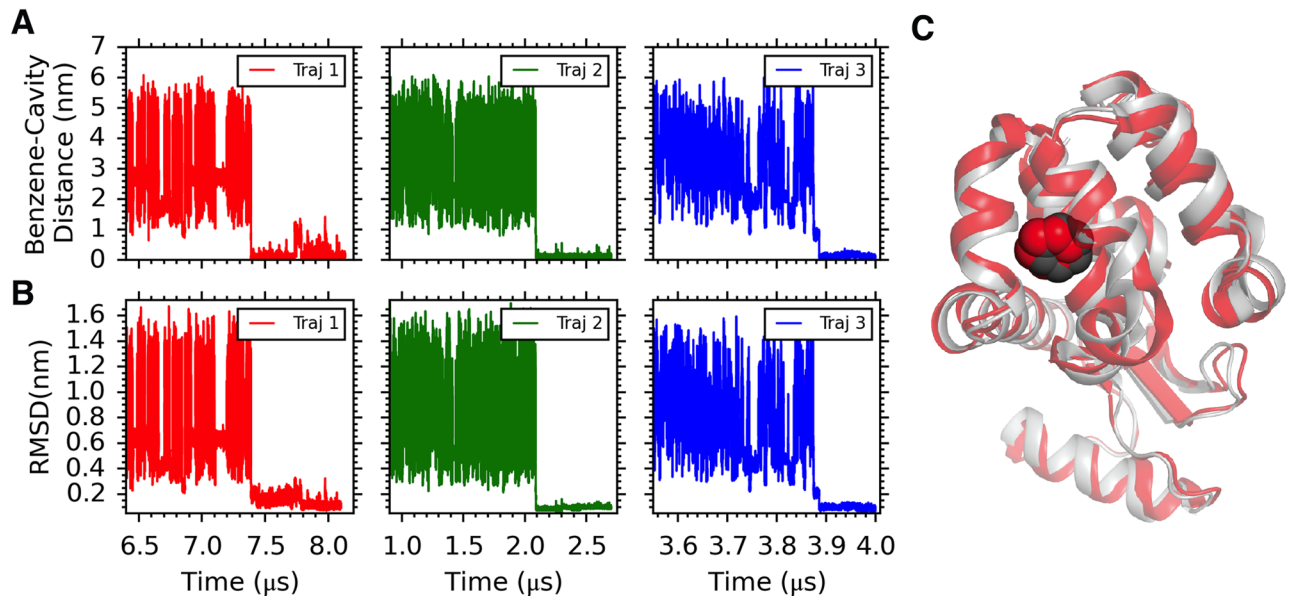 A
B
C
Benzene-Cavity
Distance (nm)
7
6
5
4
3
2
1
0
Traj 1
Traj 2
Traj 3
RMSD(nm)
1.6
1.4
1.2
1.0
0.8
0.6
0.4
0.2
Traj 1
Traj 2
Traj 3
6.5 7.0 7.5 8.0
1.0 1.5 2.0 2.5
3.6 3.7 3.8 3.9 4.0
Time (μs)
Time (μs)
Time (μs)